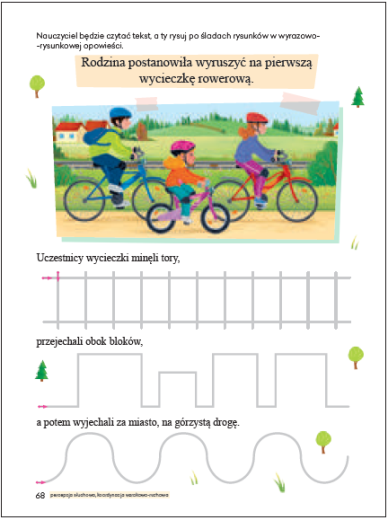 Nauczyciel będzie czytać tekst, a ty rysuj po śladach rysunków w wyrazowo-
-rysunkowej opowieści.
Rodzina postanowiła wyruszyć na pierwszą
wycieczkę rowerową.
Uczestnicy wycieczki minęli tory,
przejechali obok bloków,
a potem wyjechali za miasto, na górzystą drogę.
68 percepcja słuchowa, koordynacja wzrokowo-ruchowa